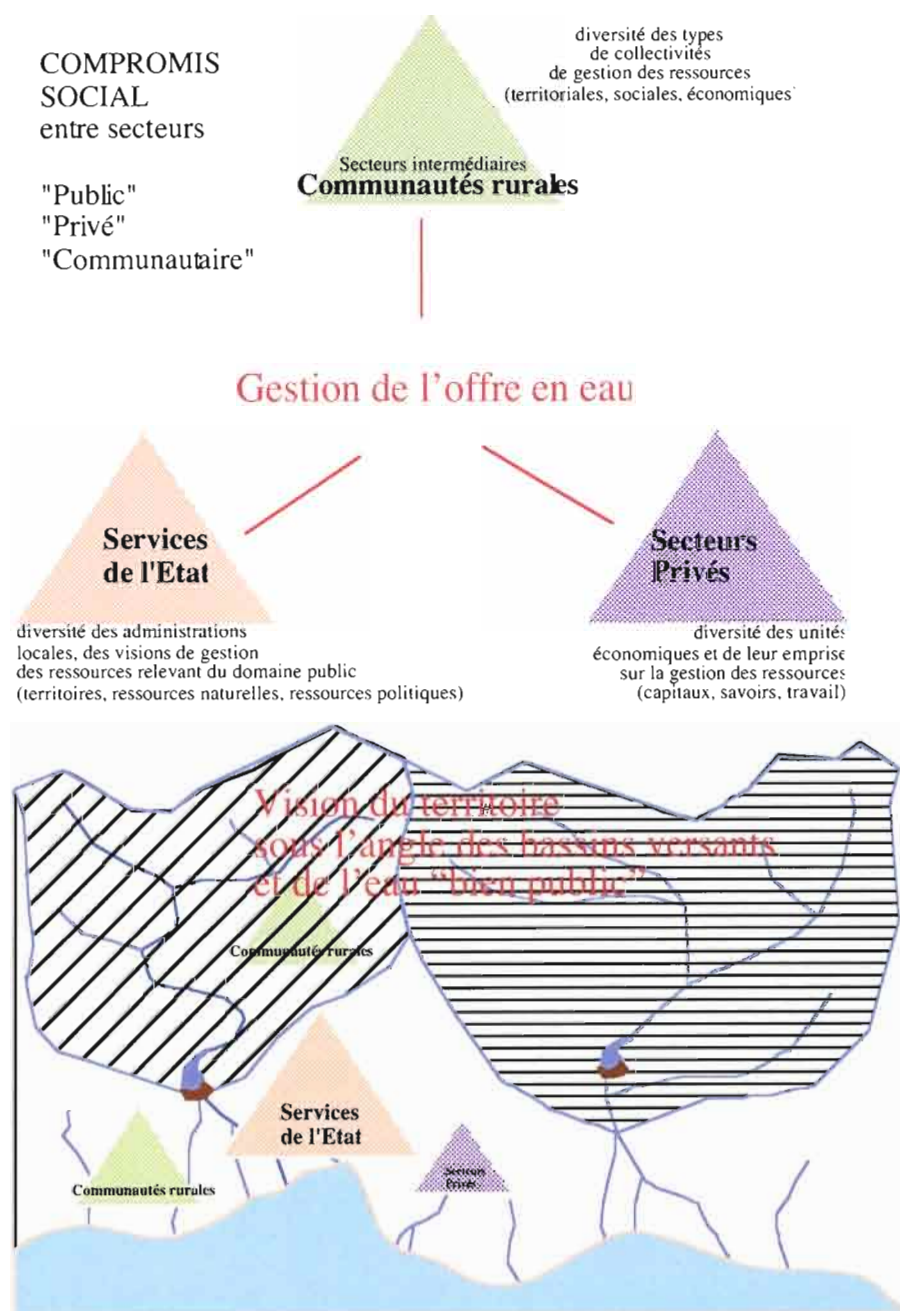 COMPROMIS
SOCIAL
entre secteurs
"Public"
"Privé"
"Communautaire"
diversité des types
de collectivités
de gestion des ressources
(territoriales, sociales, économiques
Secteurs intermédiaires
Communautés rurales
Gestion de l'offre en eau
Services
de l'Etat
diversité des administrations
locales, des visions de gestion
des ressources relevant du domaine public
(territoires, ressources naturelles, ressources politiques)
Secteurs
Privés
diversité des unités
économiques et de leur emprise
sur la gestion des ressources
(capitaux, savoirs, travail)
Vision du territoire
sous l'angle des bassins versants
et de l'eau "bien public"
Communautés rurales
Services
de l'Etat
Communautés rurales
Secteurs
Privés